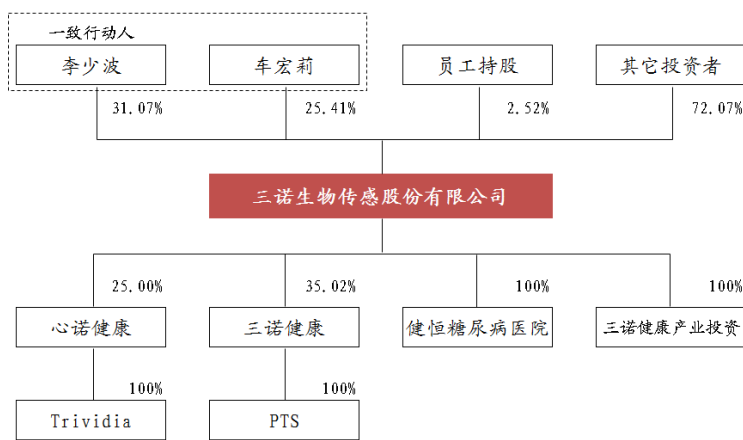 一致行动人
李少波
车宏莉
员工持股
其它投资者
31.07%
25.41%
2.52%
72.07%
三诺生物传感股份有限公司
25.00%
35.02%
100%
100%
心诺健康
三诺健康
健恒糖尿病医院
三诺健康产业投资
100%
100%
Trividia
PTS